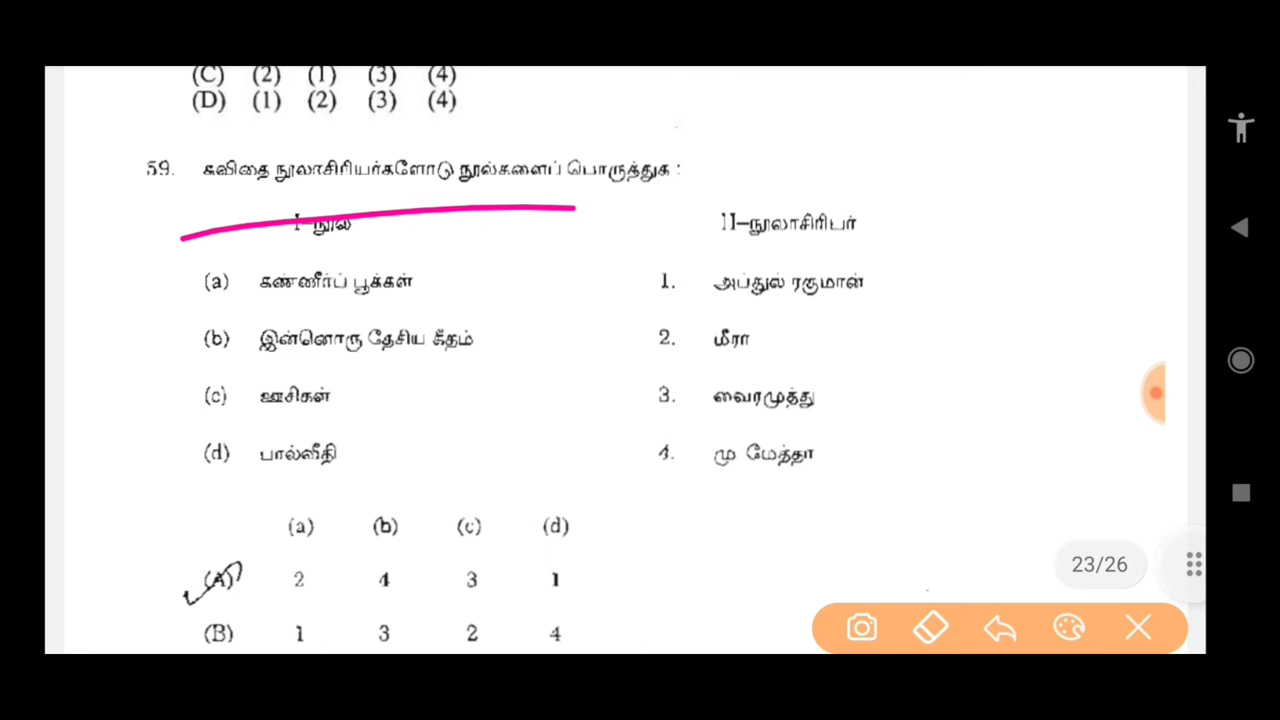 (C) (2) (1) (3) (4)
(D) (1) (2) (3) (4)
59. கவிதை நூலாசிரியர்களோடு நூல்களைப் பொருத்துக :
I–நூல் II–நூலாசிரியர்
(a) கண்ணீர்ப் பூக்கள் 1. அப்துல் ரகுமான்
(b) இன்னொரு தேசிய கீதம் 2. மீரா
(c) ஊசிகள் 3. வைரமுத்து
(d) பால்வீதி 4. மு மேத்தா
(a) (b) (c) (d)
(A) 2 4 3 1
(B) 1 3 2 4
23/26